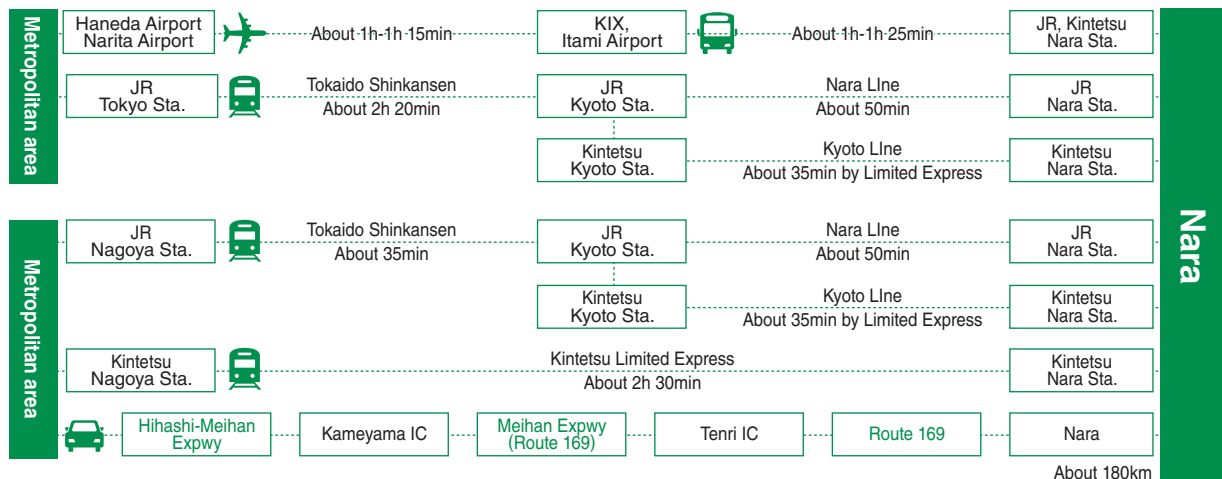 Metropolitan area
Haneda Airport
Narita Airport
About 1h-1h 15min
KIX,
Itami Airport
About 1h-1h 25min
JR, Kintetsu
Nara Sta.
JR
Tokyo Sta.
Tokaido Shinkansen
About 2h 20min
JR
Kyoto Sta.
Nara LIne
About 50min
JR
Nara Sta.
Kintetsu
Kyoto Sta.
Kyoto LIne
About 35min by Limited Express
Kintetsu
Nara Sta.
Metropolitan area
JR
Nagoya Sta.
Tokaido Shinkansen
About 35min
JR
Kyoto Sta.
Nara LIne
About 50min
JR
Nara Sta.
Kintetsu
Kyoto Sta.
Kyoto LIne
About 35min by Limited Express
Kintetsu
Nara Sta.
Kintetsu
Nagoya Sta.
Kintetsu Limited Express
About 2h 30min
Kintetsu
Nara Sta.
Hihashi-Meihan
Expwy
Kameyama IC
Meihan Expwy
(Route 169)
Tenri IC
Route 169
Nara
About 180km
Nara